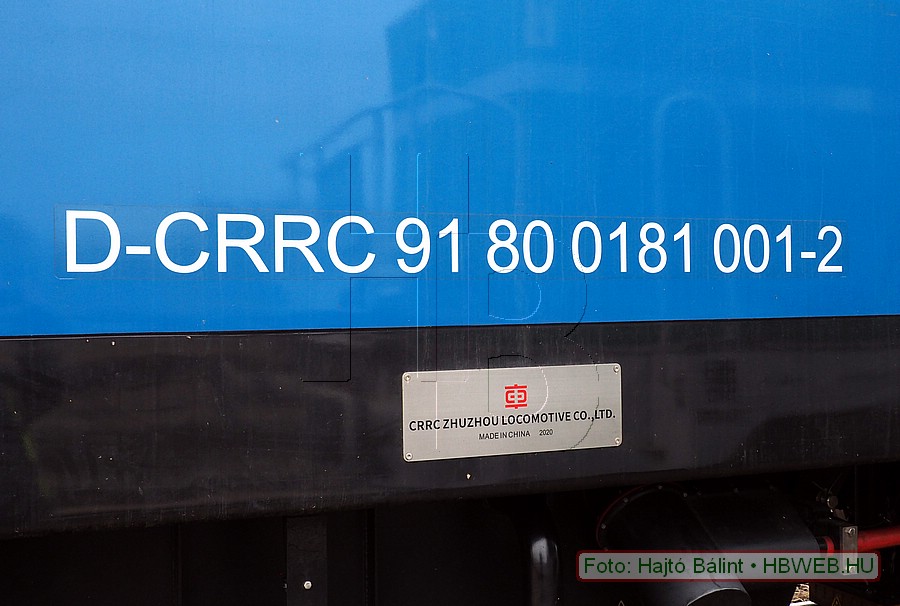 D-CRRC 91 80 0181 001-2
CRRC ZHUZHOU LOCOMOTIVE CO.,LTD.
MADE IN CHINA 2020
Foto: Hajtó Bálint • HBWEB.HU